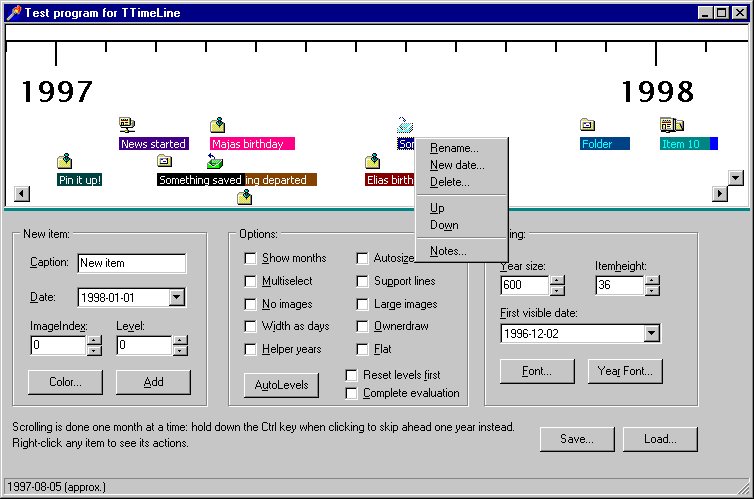 Test program for TTimeLine
1997
1998
News started
Majas birthday
Folder
Item 10
Pin it up!
Something saved
ing departed
Elias birth
Rename...
New date...
Delete...
Up
Down
Notes...
New item:
Caption:
New item
Date:
1998-01-01
ImageIndex:
Level:
0
0
Color...
Add
Options:
Show months
Autosize
Multiselect
Support lines
No images
Large images
Width as days
Ownerdraw
Helper years
Flat
AutoLevels
Reset levels first
Complete evaluation
Year size:
Itemheight:
600
36
First visible date:
1996-12-02
Font...
Year Font...
Scrolling is done one month at a time: hold down the Ctrl key when clicking to skip ahead one year instead.
Right-click any item to see its actions.
Save...
Load...
1997-08-05 (approx.)